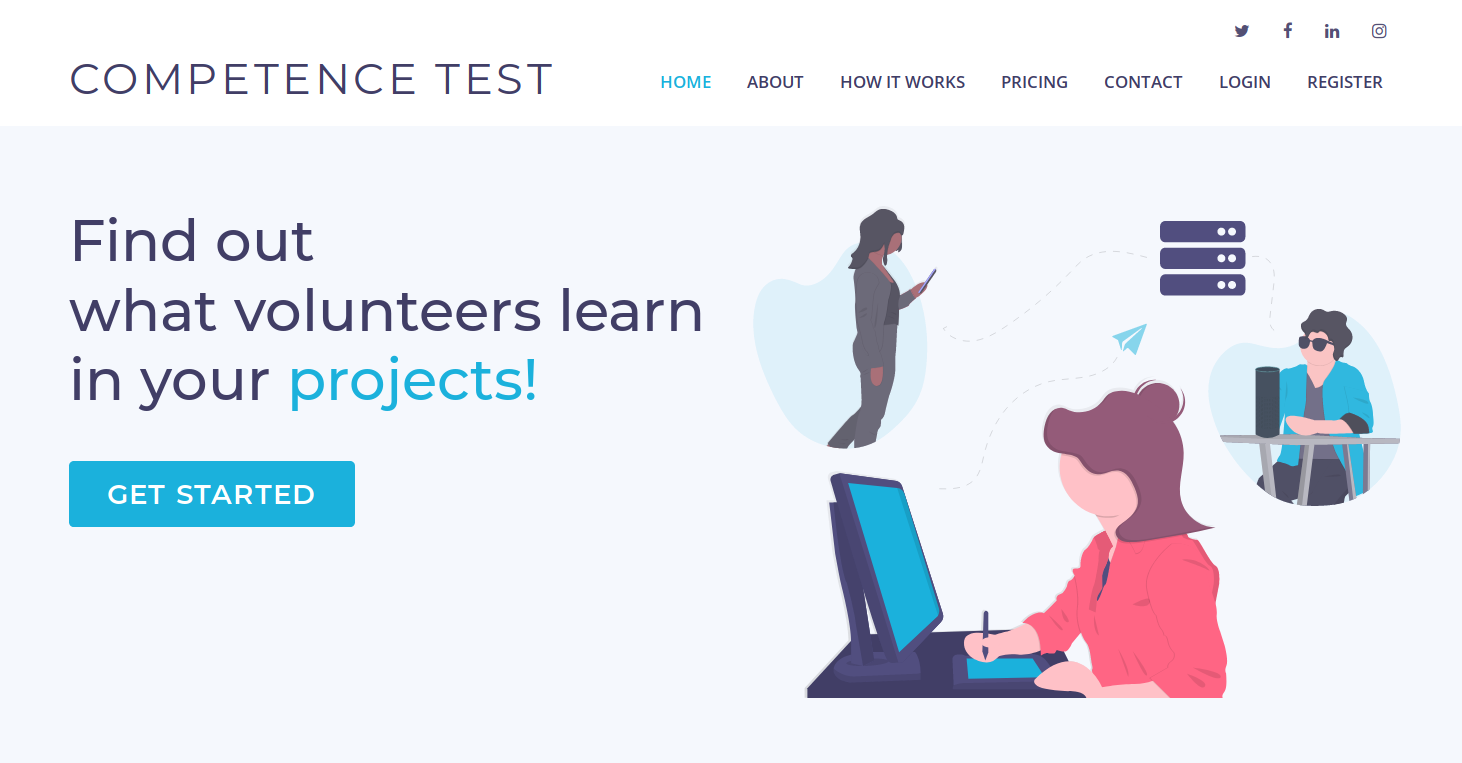 COMPETENCE TEST
HOME ABOUT HOW IT WORKS PRICING CONTACT LOGIN REGISTER
Find out
what volunteers learn
in your projects!
GET STARTED